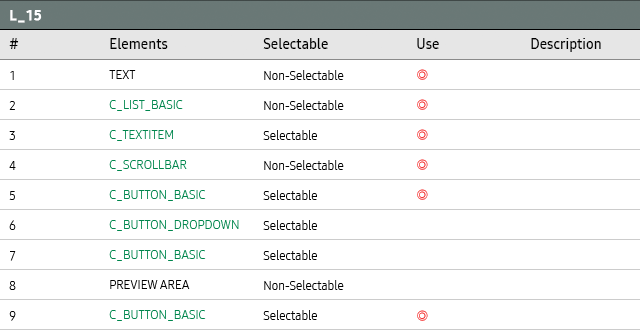 L_15
# Elements Selectable Use Description
1 TEXT Non-Selectable ◎
2 C_LIST_BASIC Non-Selectable ◎
3 C_TEXTITEM Selectable ◎
4 C_SCROLLBAR Non-Selectable ◎
5 C_BUTTON_BASIC Selectable ◎
6 C_BUTTON_DROPDOWN Selectable
7 C_BUTTON_BASIC Selectable
8 PREVIEW AREA Non-Selectable
9 C_BUTTON_BASIC Selectable ◎